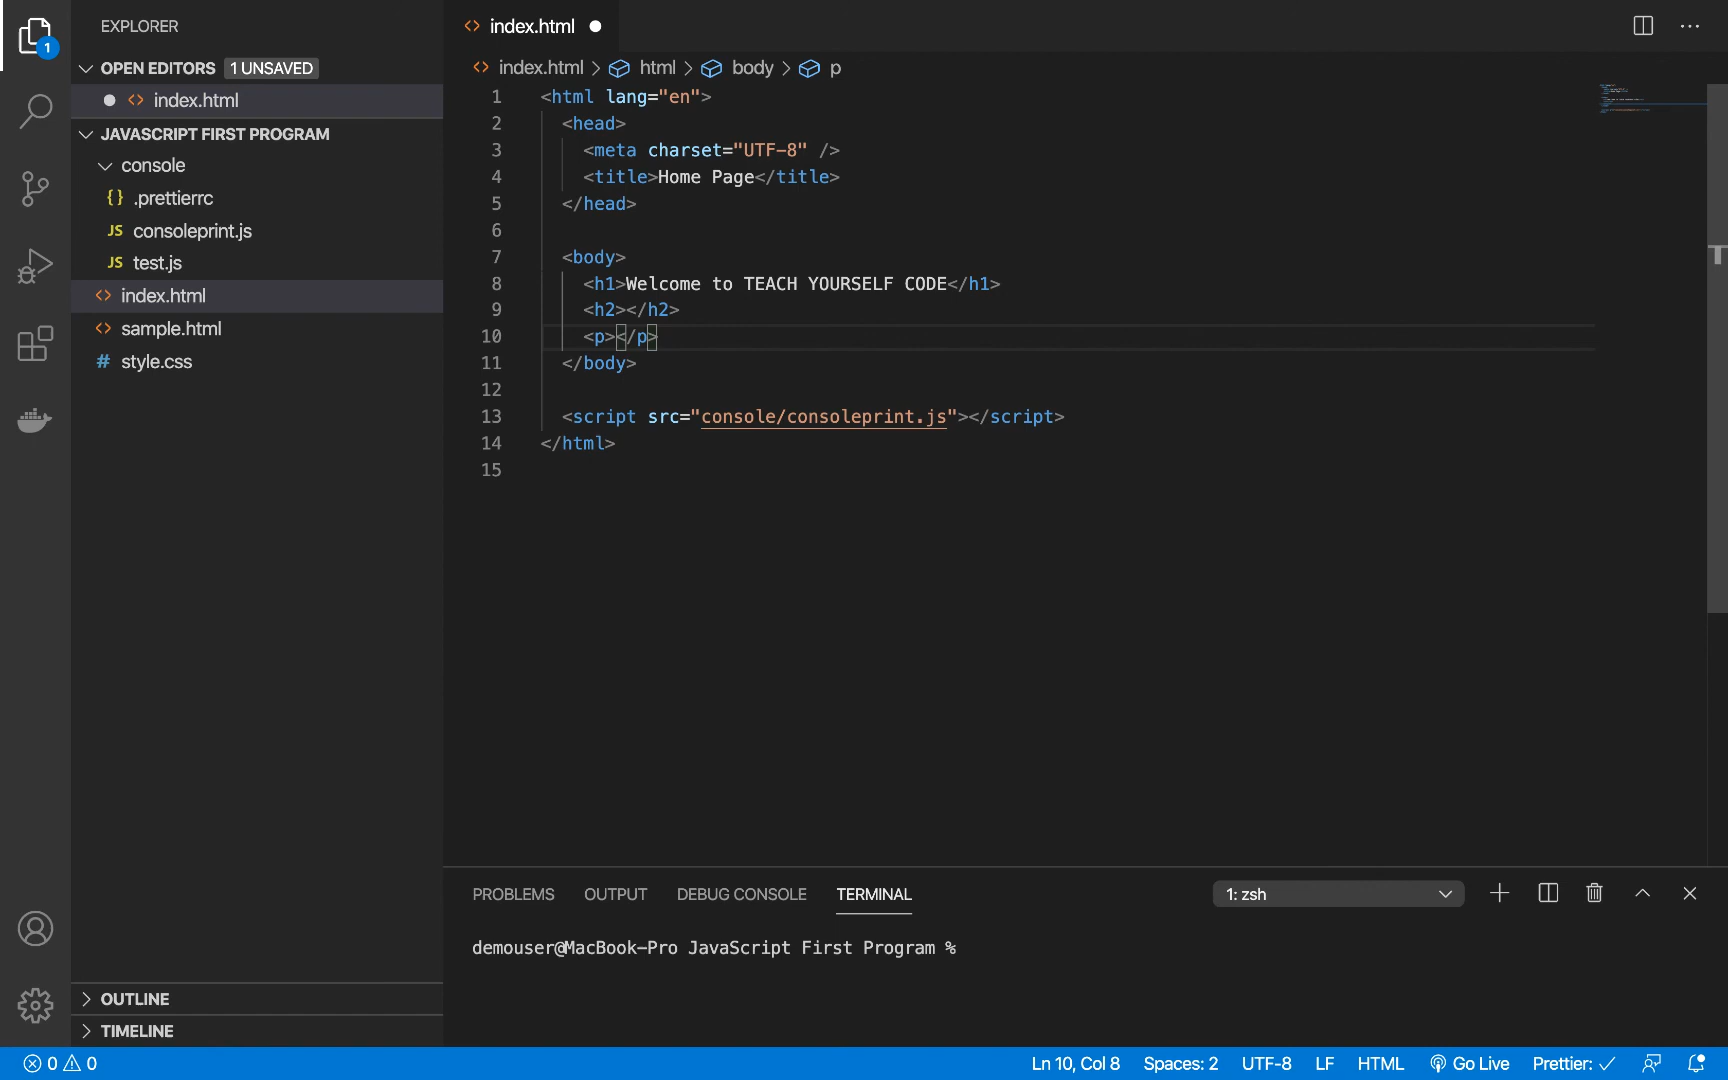 EXPLORER
1
OPEN EDITORS 1 UNSAVED
index.html
JAVASCRIPT FIRST PROGRAM
console
{} .prettierrc
JS consoleprint.js
JS test.js
<> index.html
<> sample.html
# style.css
OUTLINE
TIMELINE
<> index.html
<> index.html > html > body > p
1 <html lang="en">
2 <head>
3 <meta charset="UTF-8" />
4 <title>Home Page</title>
5 </head>
6
7 <body>
8 <h1>Welcome to TEACH YOURSELF CODE</h1>
9 <h2></h2>
10 <p></p>
11 </body>
12
13 <script src="console/consoleprint.js"></script>
14 </html>
15
PROBLEMS OUTPUT DEBUG CONSOLE TERMINAL 1: zsh
demouser@MacBook-Pro JavaScript First Program %
0 0 Ln 10, Col 8 Spaces: 2 UTF-8 LF HTML Go Live Prettier: ✓